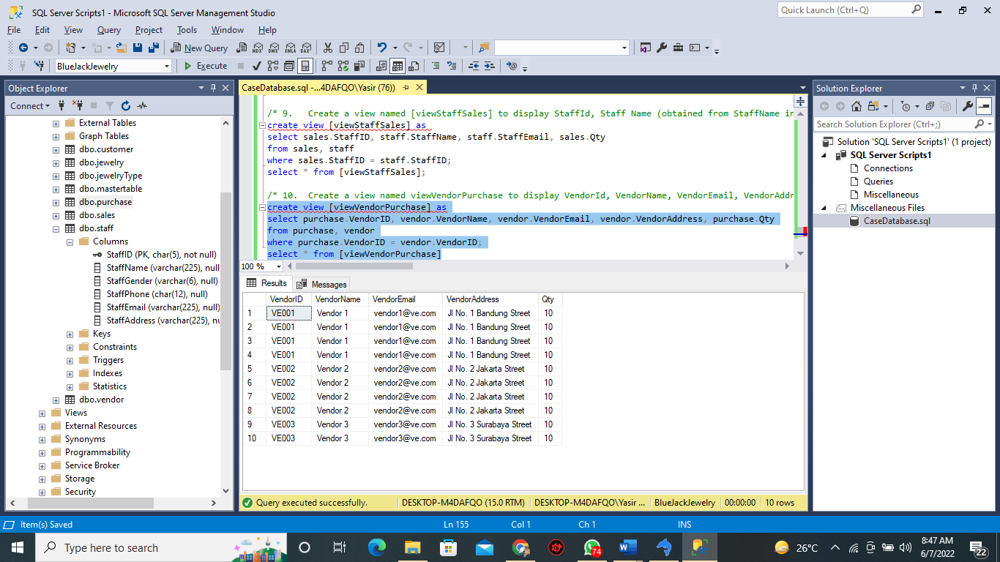 SQL Server Scripts1 - Microsoft SQL Server Management Studio
Quick Launch (Ctrl+Q)
File Edit View Query Project Tools Window Help
New Query MDX DMX XMLA DAX
BlueJackJewelry Execute
Object Explorer
Connect
External Tables
Graph Tables
dbo.customer
dbo.jewelry
dbo.jewelryType
dbo.mastertable
dbo.purchase
dbo.sales
dbo.staff
Columns
StaffID (PK, char(5), not null)
StaffName (varchar(225), null
StaffGender (varchar(6), null)
StaffPhone (char(12), null)
StaffEmail (varchar(225), null)
StaffAddress (varchar(225), nu
Keys
Constraints
Triggers
Indexes
Statistics
dbo.vendor
Views
External Resources
Synonyms
Programmability
Service Broker
Storage
Security
CaseDatabase.sql -...4DAFQO\Yasir (76))
/* 9. Create a view named [viewStaffSales] to display StaffId, Staff Name (obtained from StaffName in
create view [viewStaffSales] as
select sales.StaffID, staff.StaffName, staff.StaffEmail, sales.Qty
from sales, staff
where sales.StaffID = staff.StaffID;
select * from [viewStaffSales];
/* 10. Create a view named viewVendorPurchase to display VendorId, VendorName, VendorEmail, VendorAddr
create view [viewVendorPurchase] as
select purchase.VendorID, vendor.VendorName, vendor.VendorEmail, vendor.VendorAddress, purchase.Qty
from purchase, vendor
where purchase.VendorID = vendor.VendorID;
select * from [viewVendorPurchase]
100 %
Results Messages
VendorID VendorName VendorEmail VendorAddress Qty
1 VE001 Vendor 1 vendor1@ve.com Jl No. 1 Bandung Street 10
2 VE001 Vendor 1 vendor1@ve.com Jl No. 1 Bandung Street 10
3 VE001 Vendor 1 vendor1@ve.com Jl No. 1 Bandung Street 10
4 VE001 Vendor 1 vendor1@ve.com Jl No. 1 Bandung Street 10
5 VE002 Vendor 2 vendor2@ve.com Jl No. 2 Jakarta Street 10
6 VE002 Vendor 2 vendor2@ve.com Jl No. 2 Jakarta Street 10
7 VE002 Vendor 2 vendor2@ve.com Jl No. 2 Jakarta Street 10
8 VE002 Vendor 2 vendor2@ve.com Jl No. 2 Jakarta Street 10
9 VE003 Vendor 3 vendor3@ve.com Jl No. 3 Surabaya Street 10
10 VE003 Vendor 3 vendor3@ve.com Jl No. 3 Surabaya Street 10
Query executed successfully. DESKTOP-M4DAFQO (15.0 RTM) DESKTOP-M4DAFQO\Yasir ... BlueJackJewelry 00:00:00 10 rows
Solution Explorer
Search Solution Explorer (Ctrl+;)
Solution 'SQL Server Scripts1' (1 project)
SQL Server Scripts1
Connections
Queries
Miscellaneous
Miscellaneous Files
CaseDatabase.sql
Item(s) Saved Ln 155 Col 1 Ch 1 INS
Type here to search
74
26°C
8:47 AM
6/7/2022
22